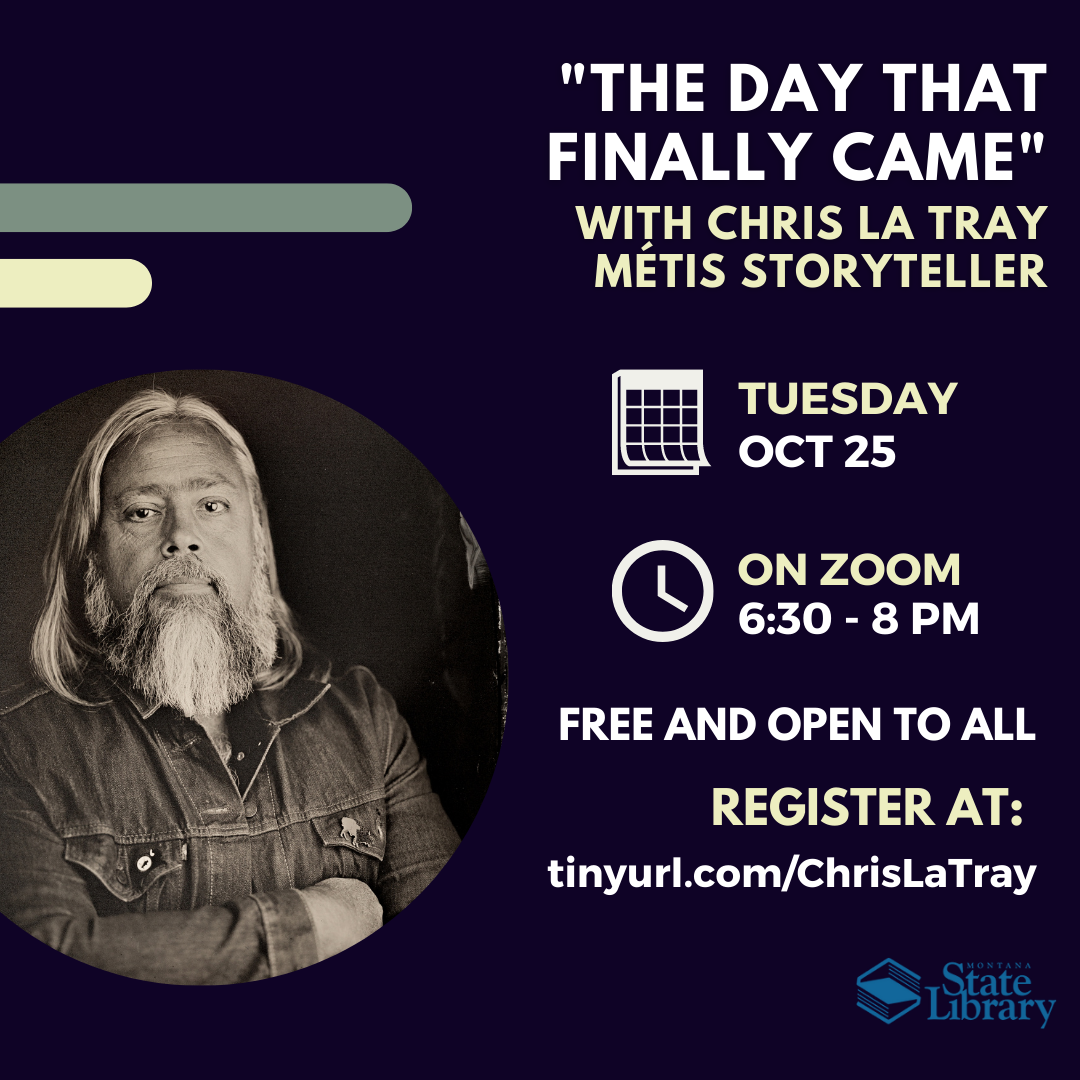 "THE DAY THAT
FINALLY CAME"
WITH CHRIS LA TRAY
MÉTIS STORYTELLER
TUESDAY
OCT 25
ON ZOOM
6:30 - 8 PM
FREE AND OPEN TO ALL
REGISTER AT:
tinyurl.com/ChrisLaTray
MONTANA
State
Library